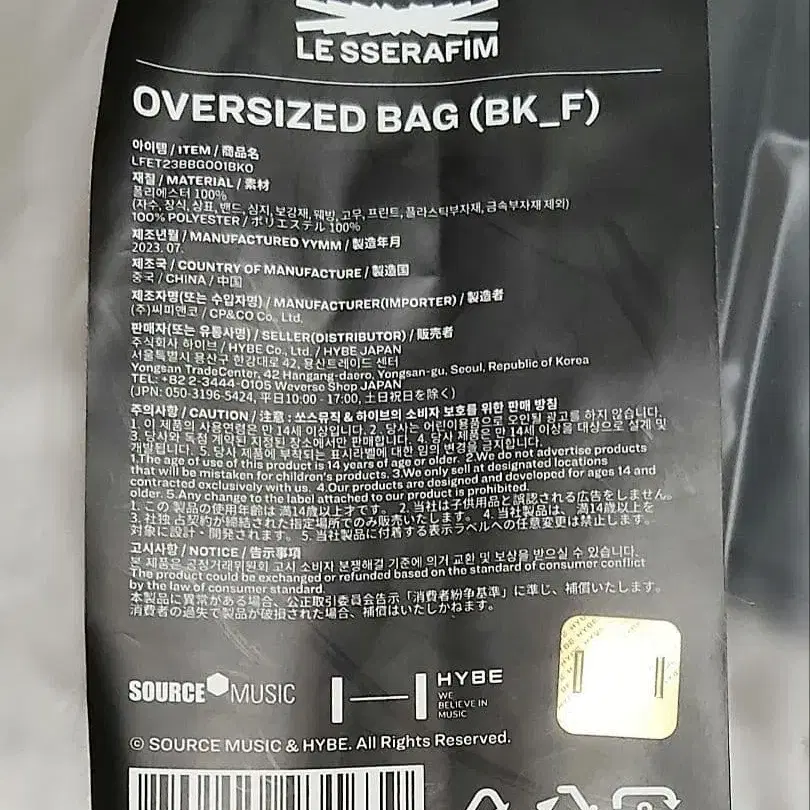 LE SSERAFIM
OVERSIZED BAG (BK_F)
아이템 / ITEM / 商品名
LFET23BBG001BK0
재질 / MATERIAL / 素材
폴리에스터 100%
(자수, 장식, 상표, 밴드, 심지, 보강재, 웨빙, 고무, 프린트, 플라스틱부자재, 금속부자재 제외)
100% POLYESTER / ポリエステル 100%
제조년월 / MANUFACTURED YYMM / 製造年月
2023. 07.
제조국 / COUNTRY OF MANUFACTURE / 製造国
중국 / CHINA / 中国
제조자명(또는 수입자명) / MANUFACTURER(IMPORTER) / 製造者
(주)씨피앤코 / CP&CO Co., Ltd.
판매자(또는 유통사명) / SELLER(DISTRIBUTOR) / 販売者
주식회사 하이브 / HYBE Co., Ltd. / HYBE JAPAN
서울특별시 용산구 한강대로 42, 용산트레이드 센터
Yongsan TradeCenter, 42 Hangang-daero, Yongsan-gu, Seoul, Republic of Korea
TEL: +82 2-3444-0105 Weverse Shop JAPAN
(JPN: 050-3196-5424, 平日10:00 - 17:00, 土日祝日を除く)
주의사항 / CAUTION / 注意 : 쏘스뮤직 & 하이브의 소비자 보호를 위한 판매 방침
1. 이 제품의 사용연령은 만 14세 이상입니다. 2. 당사는 어린이용품으로 오인될 광고를 하지 않습니다.
3. 당사와 독점 계약된 지정된 장소에서만 판매합니다. 4. 당사 제품은 만 14세 이상을 대상으로 설계 및
개발됩니다. 5. 당사 제품에 부착되는 표시라벨에 대한 임의 변경을 금지합니다.
1.The age of use of this product is 14 years of age or older. 2.We do not advertise products
that will be mistaken for children's products. 3.We only sell at designated locations
contracted exclusively with us. 4.Our products are designed and developed for ages 14 and
older. 5.Any change to the label attached to our product is prohibited.
1. この 製品の使用年齢は 満14歳以上才です。 2. 当社は子供用品と誤認される広告をしません。
3. 社独 占契約が締結された指定場所でのみ販売いたします。 4. 当社製品は、 満14歳以上を
対象に設計・開発されます。 5. 当社製品に付着する表示ラベルへの任意変更は禁止します。
고시사항 / NOTICE / 告示事項
본 제품은 공정거래위원회 고시 소비자 분쟁해결 기준에 의거 교환 및 보상을 받으실 수 있습니다.
The product could be exchanged or refunded based on the standard of consumer conflict
by the law of consumer standard.
本製品に異常がある場合、公正取引委員会告示「消費者紛争基準」に準じ、補償いたします。
消費者の過失で製品が破損された場合、補償はいたしかねます。
SOURCE MUSIC
HYBE
WE
BELIEVE IN
MUSIC
© SOURCE MUSIC & HYBE. All Rights Reserved.